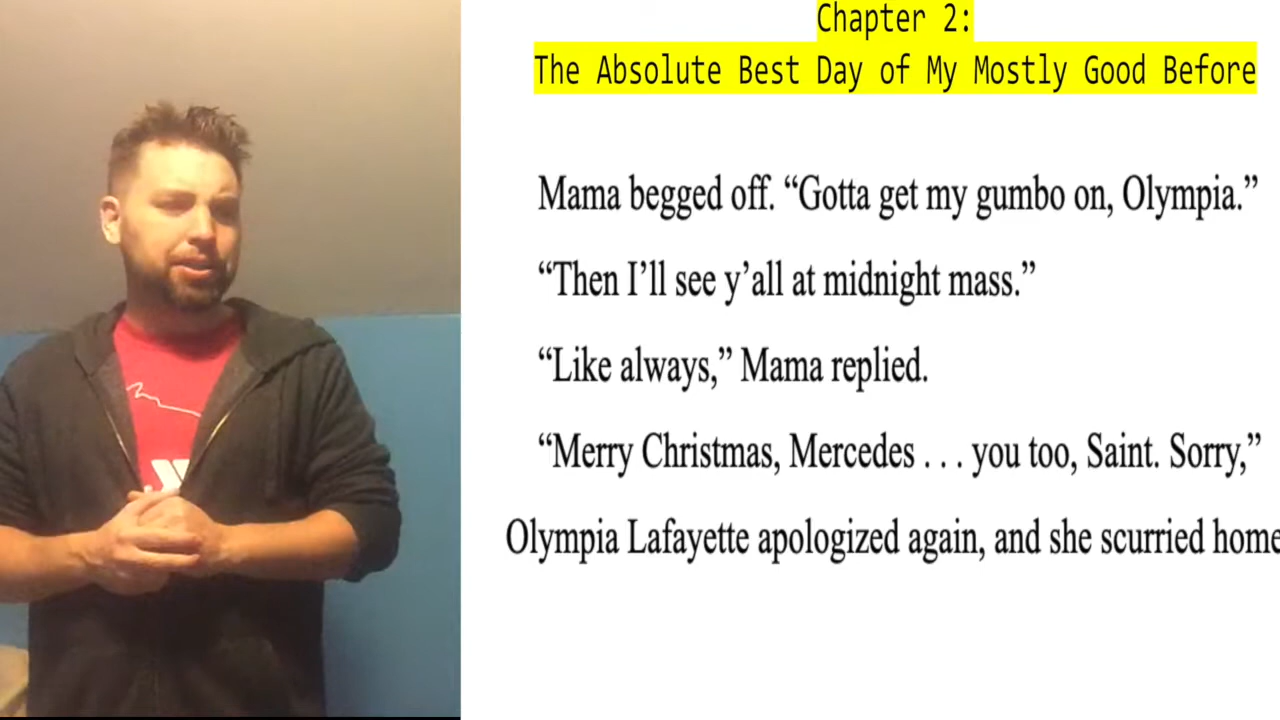 Chapter 2:
The Absolute Best Day of My Mostly Good Before
Mama begged off. “Gotta get my gumbo on, Olympia.”
“Then I’ll see y’all at midnight mass.”
“Like always,” Mama replied.
“Merry Christmas, Mercedes . . . you too, Saint. Sorry,”
Olympia Lafayette apologized again, and she scurried home